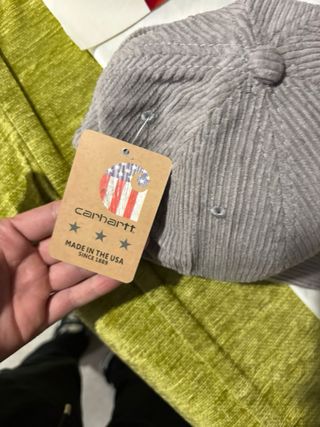 carhartt
MADE IN THE USA
SINCE 1889